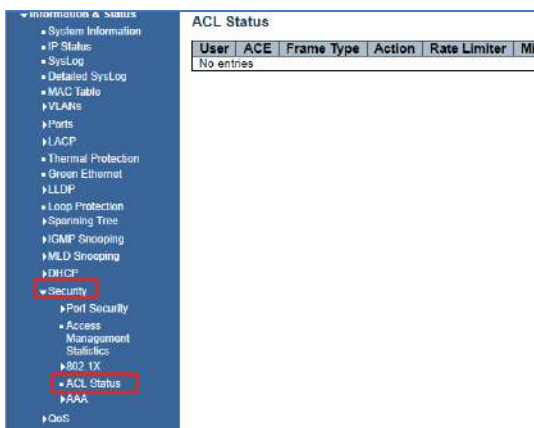 Information & Status
System Information
IP Status
SysLog
Detailed SysLog
MAC Table
VLANs
Ports
LACP
Thermal Protection
Green Ethernet
LLDP
Loop Protection
Spanning Tree
IGMP Snooping
MLD Snooping
DHCP
Security
Port Security
Access
Management
Statistics
802.1X
ACL Status
AAA
QoS
ACL Status
User ACE Frame Type Action Rate Limiter Mi
No entries